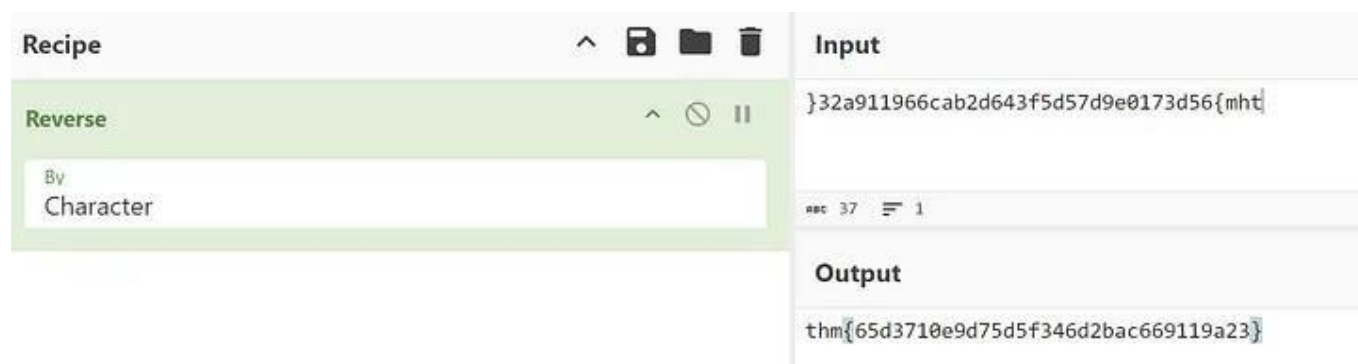 Recipe
Reverse
By
Character
Input
}32a911966cab2d643f5d57d9e0173d56{mht
ABC 37 1
Output
thm{65d3710e9d75d5f346d2bac669119a23}